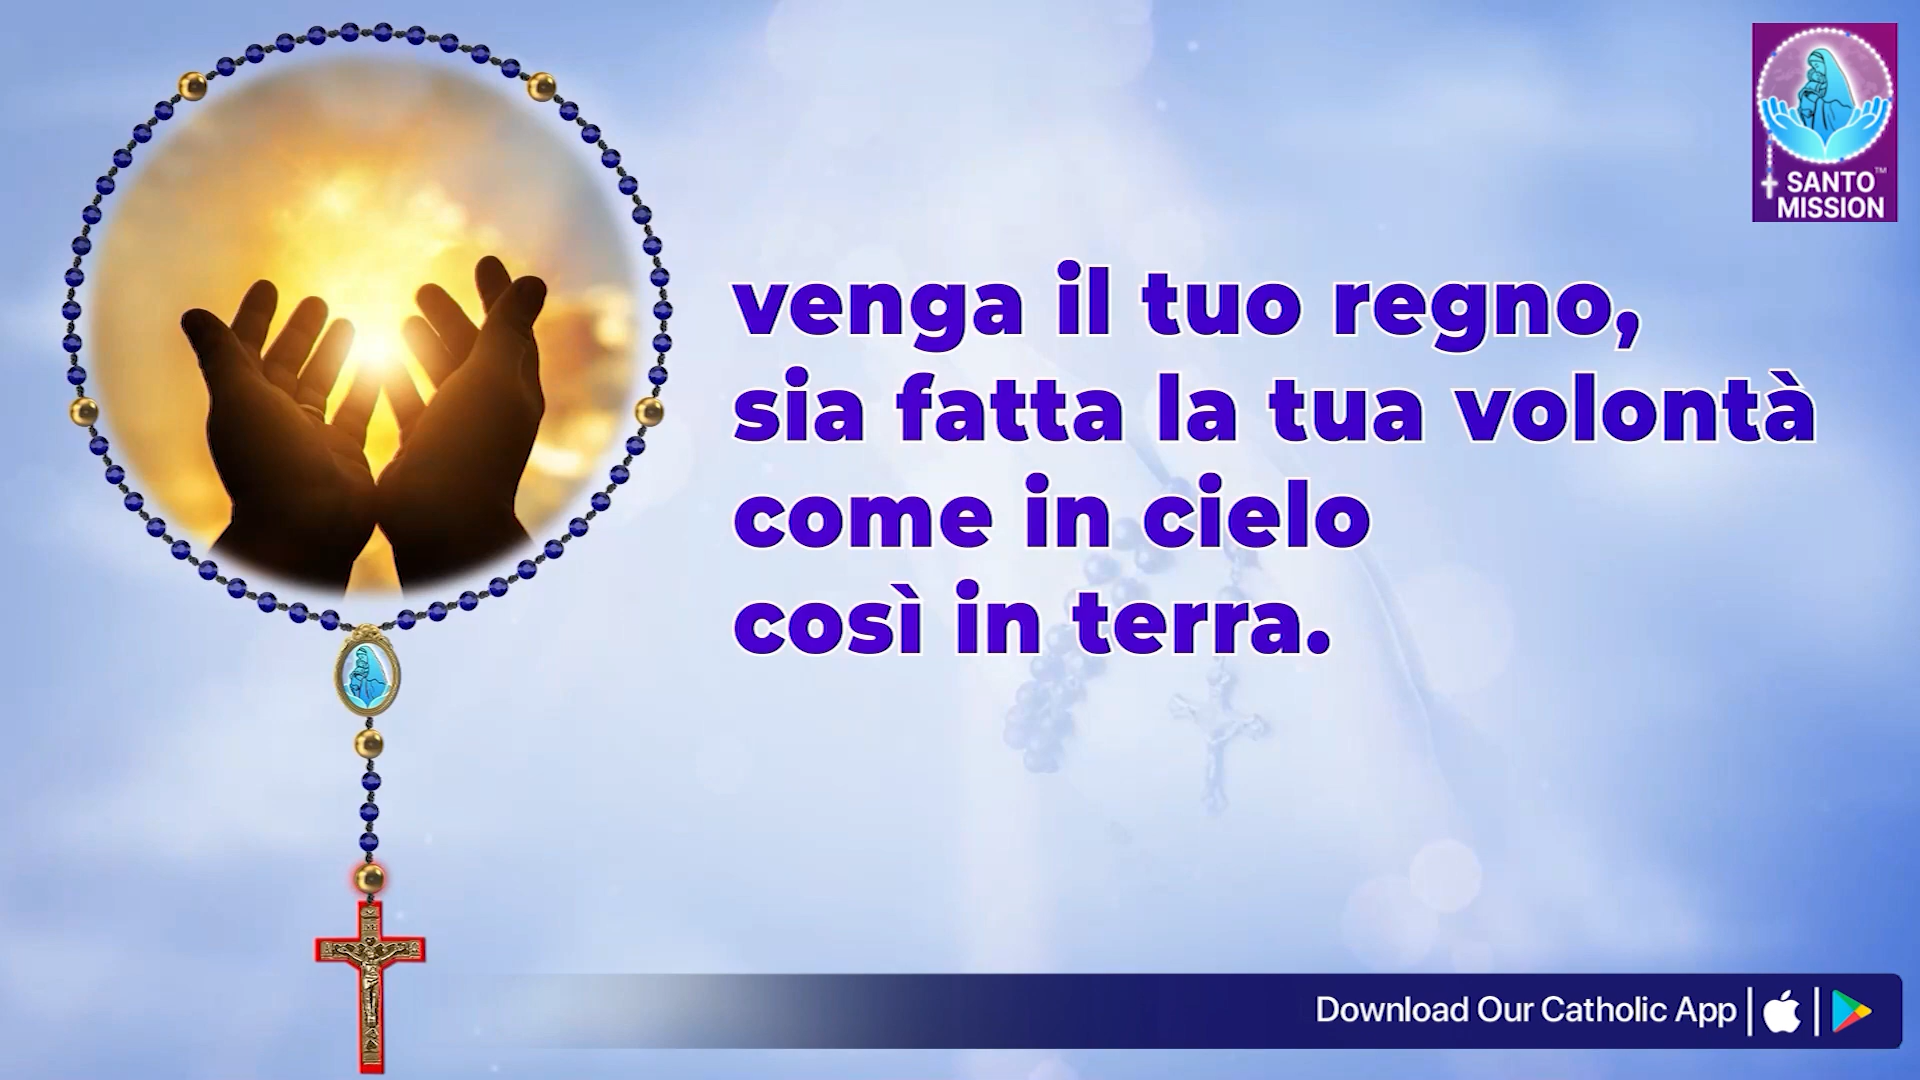 SANTO™
MISSION
venga il tuo regno,
sia fatta la tua volontà
come in cielo
così in terra.
Download Our Catholic App